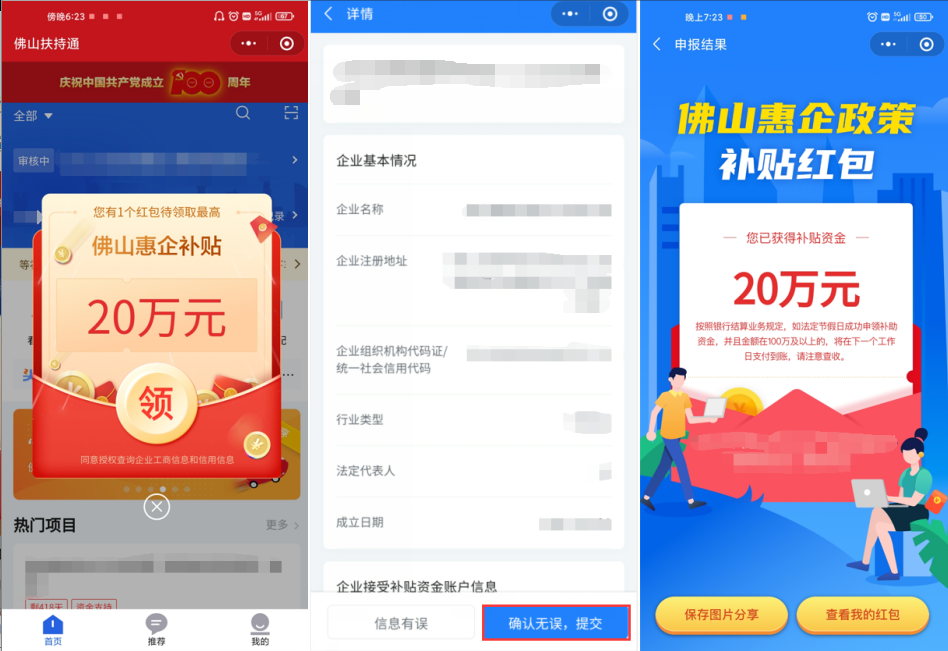 傍晚6:23
佛山扶持通
庆祝中国共产党成立100周年
全部
审核中
您有1个红包待领取最高
佛山惠企补贴
20万元
领
同意授权查询企业工商信息和信用信息
热门项目
更多
剩418天
资金支持
首页
推荐
我的
详情
企业基本情况
企业名称
企业注册地址
企业组织机构代码证/
统一社会信用代码
行业类型
法定代表人
成立日期
企业接受补贴资金账户信息
信息有误
确认无误，提交
晚上7:23
申报结果
佛山惠企政策
补贴红包
您已获得补贴资金
20万元
按照银行结算业务规定，如法定节假日成功申领补助
资金，并且金额在100万及以上的，将在下一个工作
日支付到账，请注意查收。
保存图片分享
查看我的红包